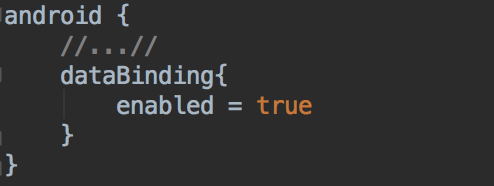 android {
    //...//
    dataBinding{
        enabled = true
    }
}